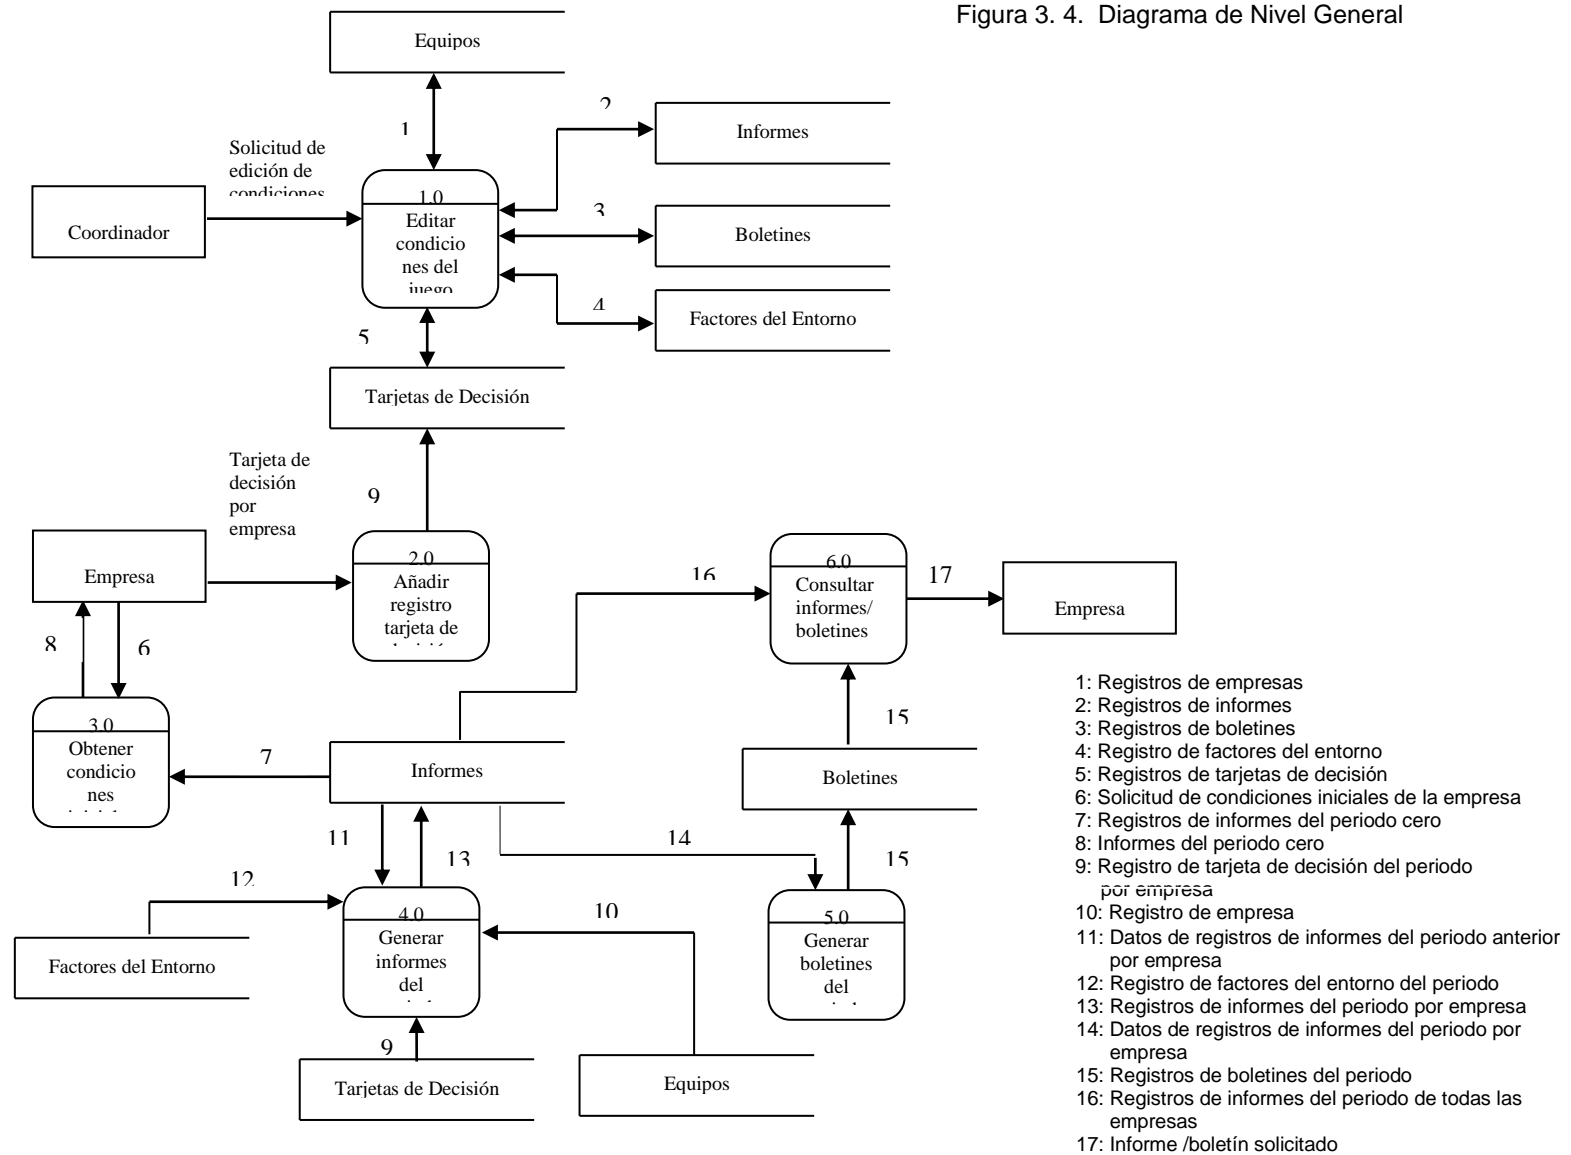 Figura 3. 4. Diagrama de Nivel General
Equipos
2
1
Informes
Solicitud de
edición de
condiciones
1.0
Editar
condicio
nes del
juego
3
Coordinador
Boletines
4
Factores del Entorno
5
Tarjetas de Decisión
Tarjeta de
decisión
por
empresa
9
Empresa
2.0
Añadir
registro
tarjeta de
16
6.0
Consultar
informes/
boletines
17
Empresa
8
6
3.0
Obtener
condicio
nes
7
Informes
15
Boletines
11
13
14
15
12
4.0
Generar
informes
del
10
5.0
Generar
boletines
del
Factores del Entorno
9
Tarjetas de Decisión
Equipos
1: Registros de empresas
2: Registros de informes
3: Registros de boletines
4: Registro de factores del entorno
5: Registros de tarjetas de decisión
6: Solicitud de condiciones iniciales de la empresa
7: Registros de informes del periodo cero
8: Informes del periodo cero
9: Registro de tarjeta de decisión del periodo
por empresa
10: Registro de empresa
11: Datos de registros de informes del periodo anterior
por empresa
12: Registro de factores del entorno del periodo
13: Registros de informes del periodo por empresa
14: Datos de registros de informes del periodo por
empresa
15: Registros de boletines del periodo
16: Registros de informes del periodo de todas las
empresas
17: Informe /boletín solicitado